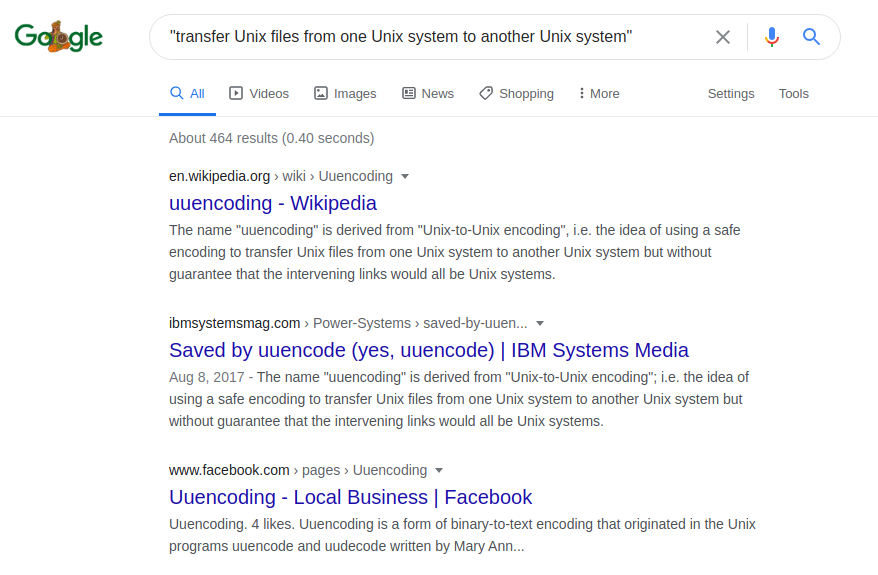 Google
"transfer Unix files from one Unix system to another Unix system"
All Videos Images News Shopping More Settings Tools
About 464 results (0.40 seconds)
en.wikipedia.org › wiki › Uuencoding
uuencoding - Wikipedia
The name "uuencoding" is derived from "Unix-to-Unix encoding", i.e. the idea of using a safe
encoding to transfer Unix files from one Unix system to another Unix system but without
guarantee that the intervening links would all be Unix systems.
ibmsystemsmag.com › Power-Systems › saved-by-uuen...
Saved by uuencode (yes, uuencode) | IBM Systems Media
Aug 8, 2017 - The name "uuencoding" is derived from "Unix-to-Unix encoding"; i.e. the idea of
using a safe encoding to transfer Unix files from one Unix system to another Unix system but
without guarantee that the intervening links would all be Unix systems.
www.facebook.com › pages › Uuencoding
Uuencoding - Local Business | Facebook
Uuencoding. 4 likes. Uuencoding is a form of binary-to-text encoding that originated in the Unix
programs uuencode and uudecode written by Mary Ann...